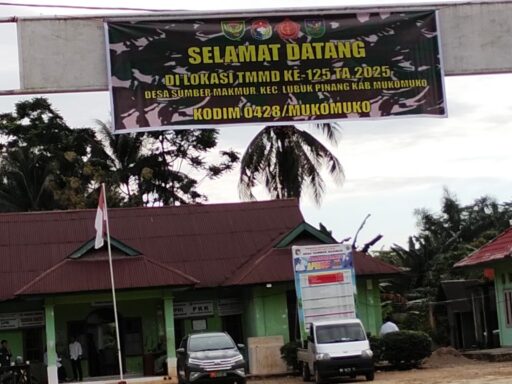 SELAMAT DATANG
DI LOKASI TMMD KE-125 TA.2025
DESA SUMBER MAKMUR. KEC LUBUK PINANG KAB MUKOMUKO
KODIM 0428/MUKOMUKO
PKK